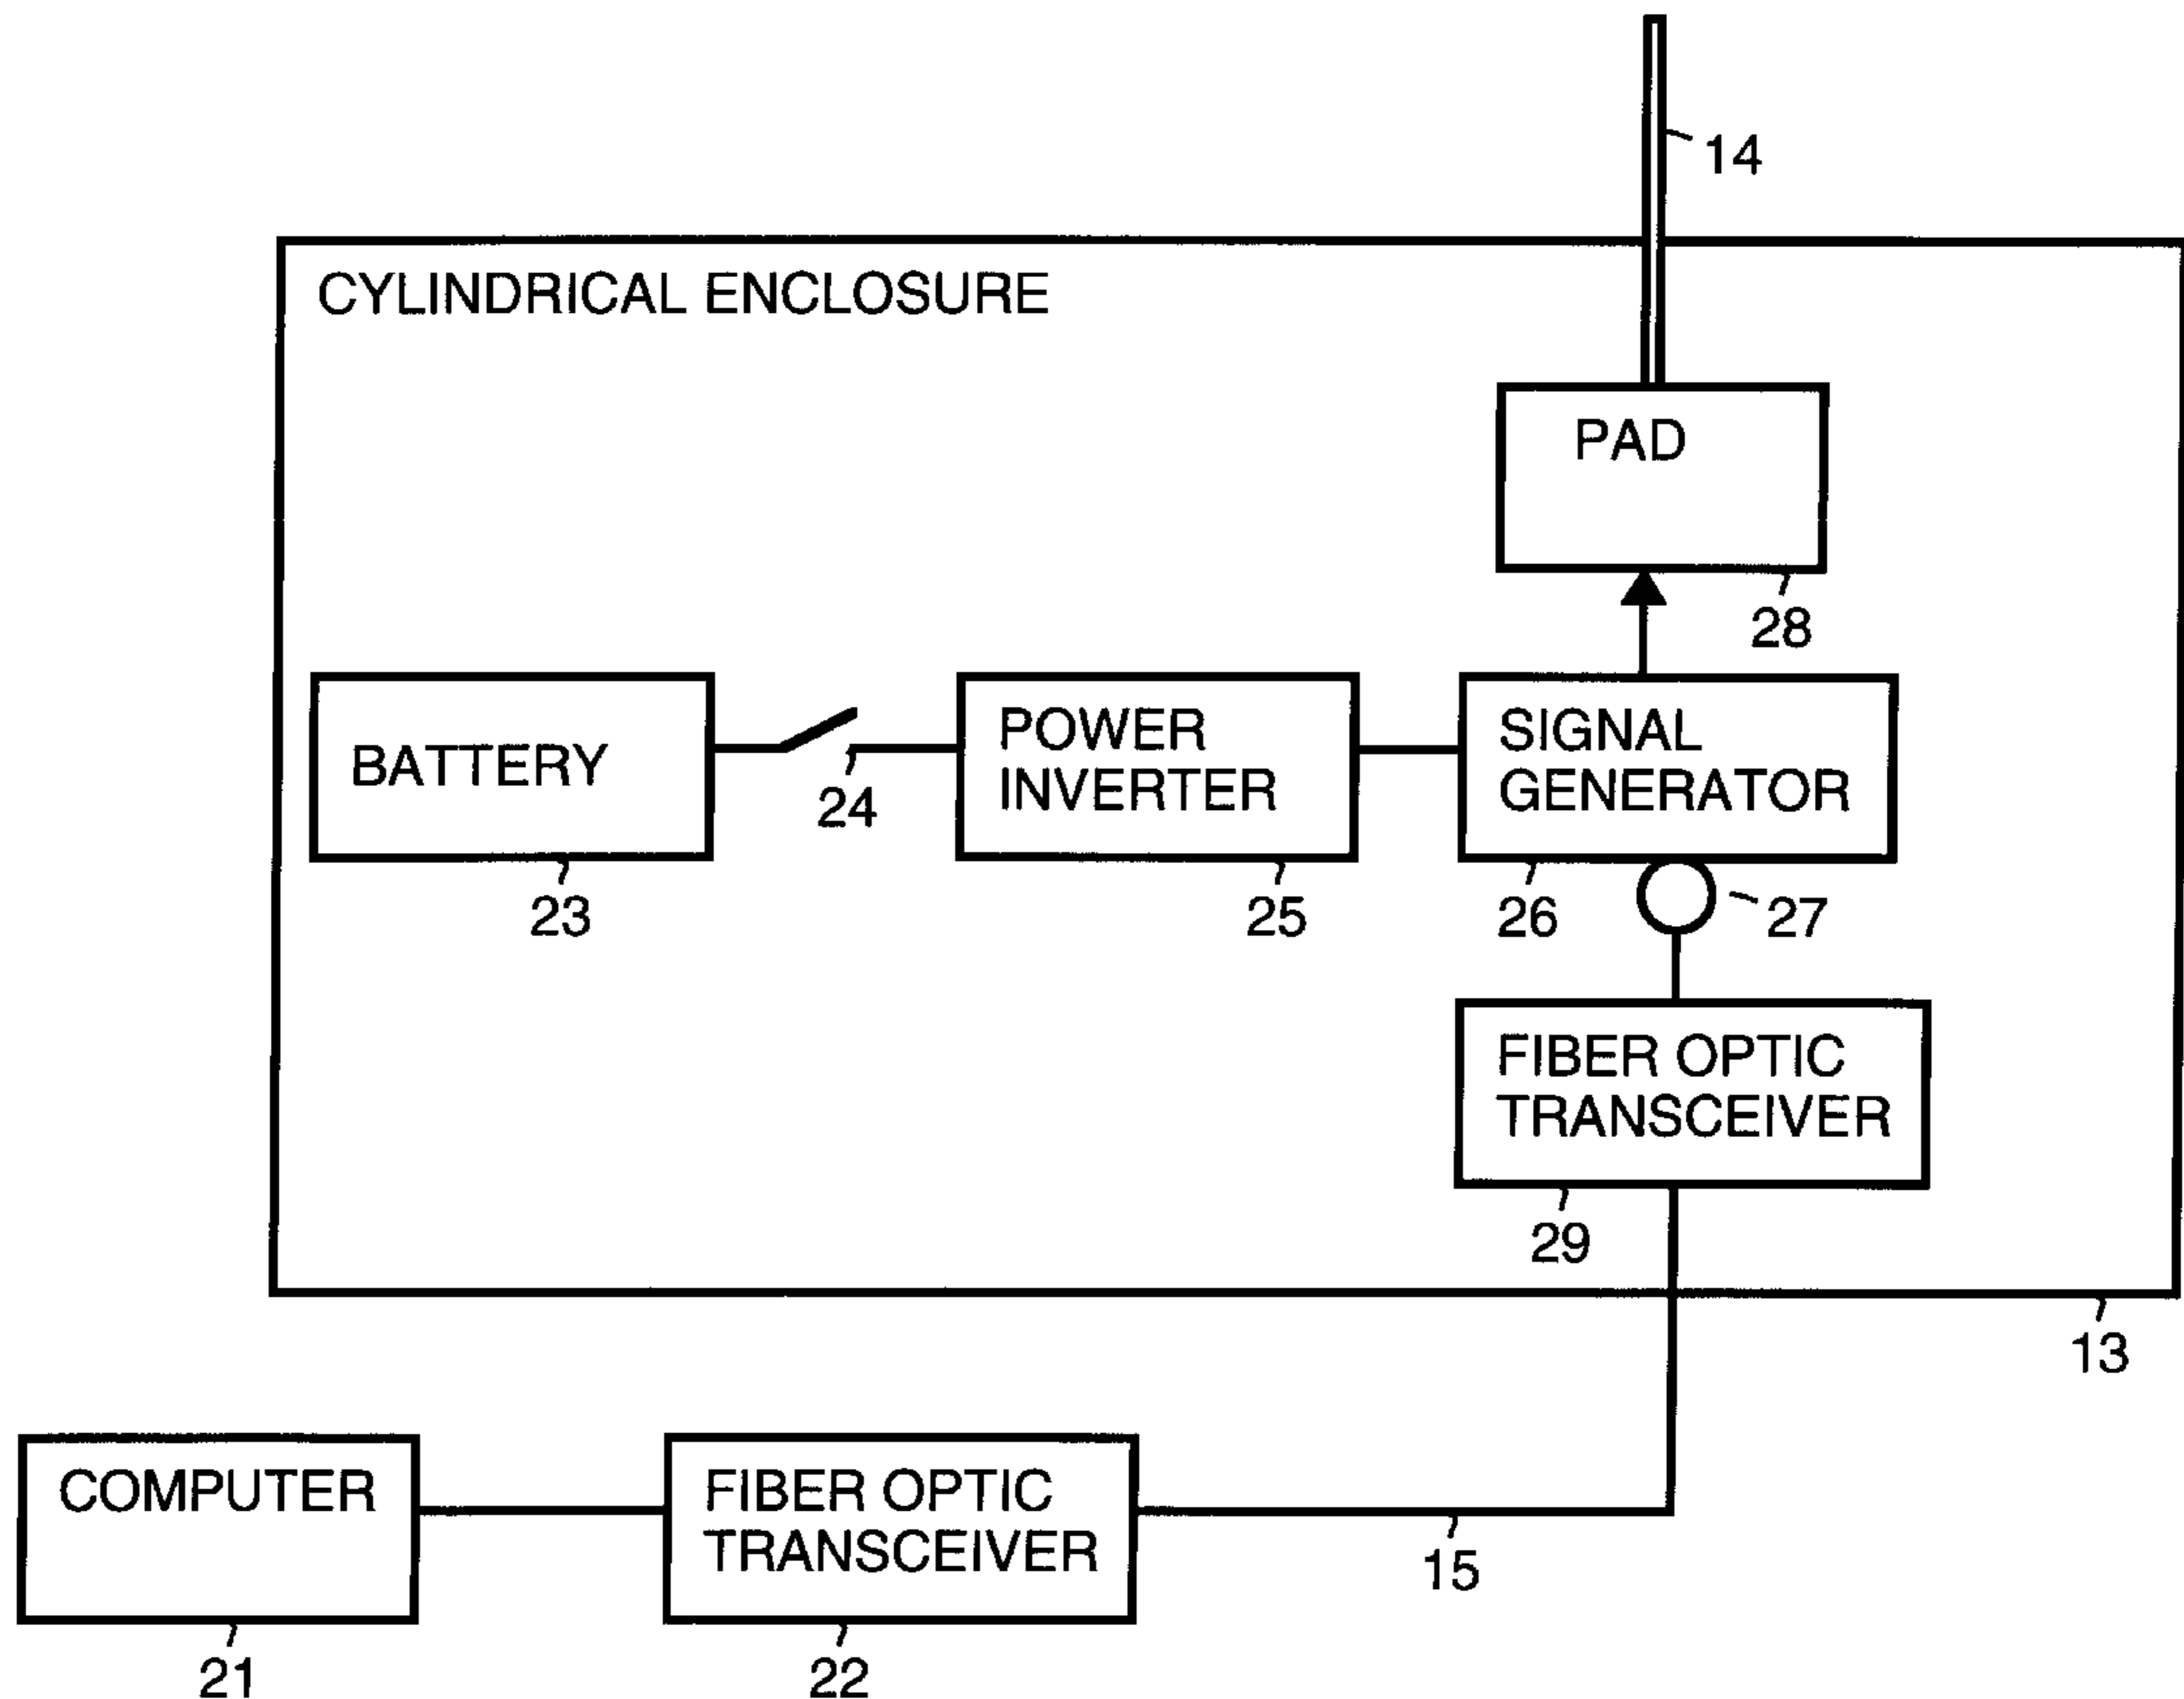 14
CYLINDRICAL ENCLOSURE
PAD
28
BATTERY
23
24
POWER
INVERTER
25
SIGNAL
GENERATOR
26
27
FIBER OPTIC
TRANSCEIVER
29
13
COMPUTER
21
FIBER OPTIC
TRANSCEIVER
22
15